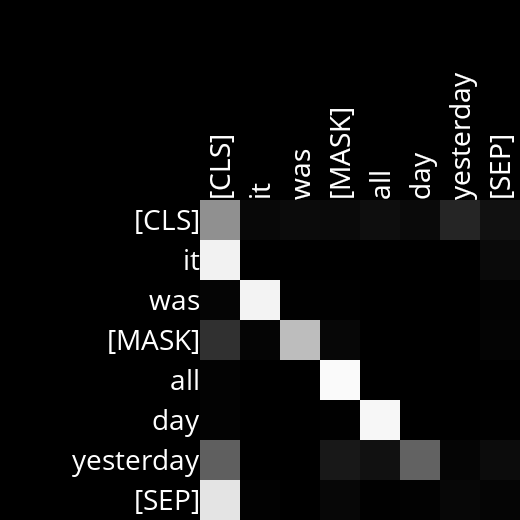 [CLS] it was [MASK] all day yesterday [SEP]
[CLS]
it
was
[MASK]
all
day
yesterday
[SEP]